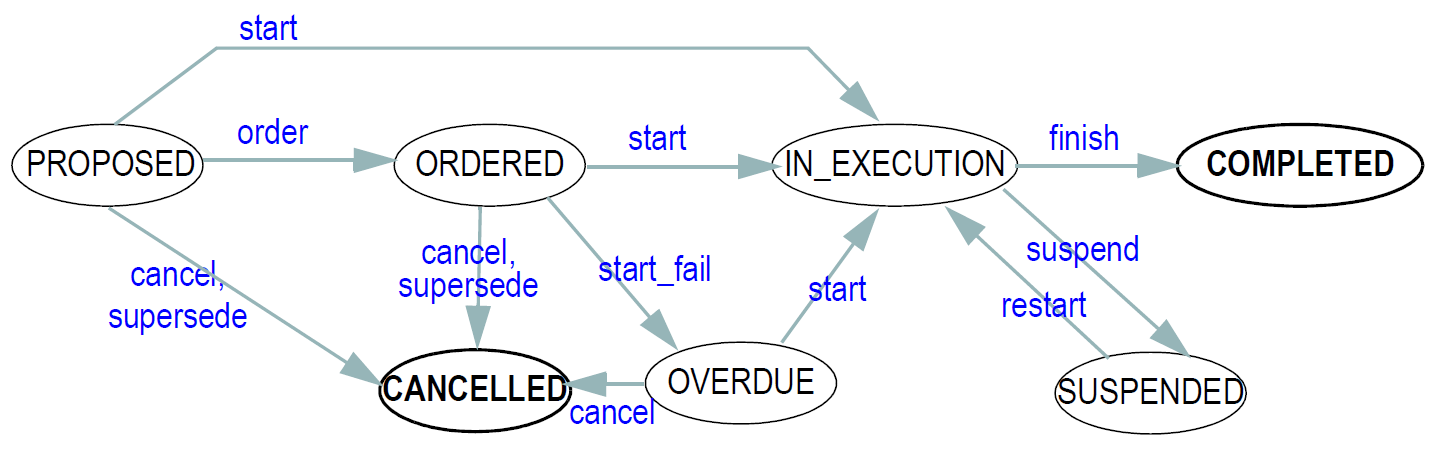 start
order
start
finish
PROPOSED
ORDERED
IN_EXECUTION
COMPLETED
cancel,
supersede
cancel,
supersede
start_fail
start
suspend
restart
CANCELLED
cancel
OVERDUE
SUSPENDED